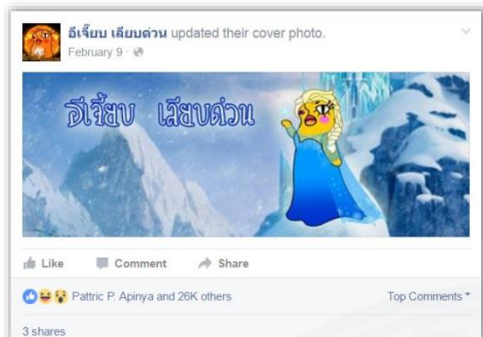 อีเจี๊ยบ เลียบด่วน updated their cover photo.
February 9 ·
อีเจี๊ยบ เลียบด่วน
Like Comment Share
Pattric P. Apinya and 26K others Top Comments
3 shares